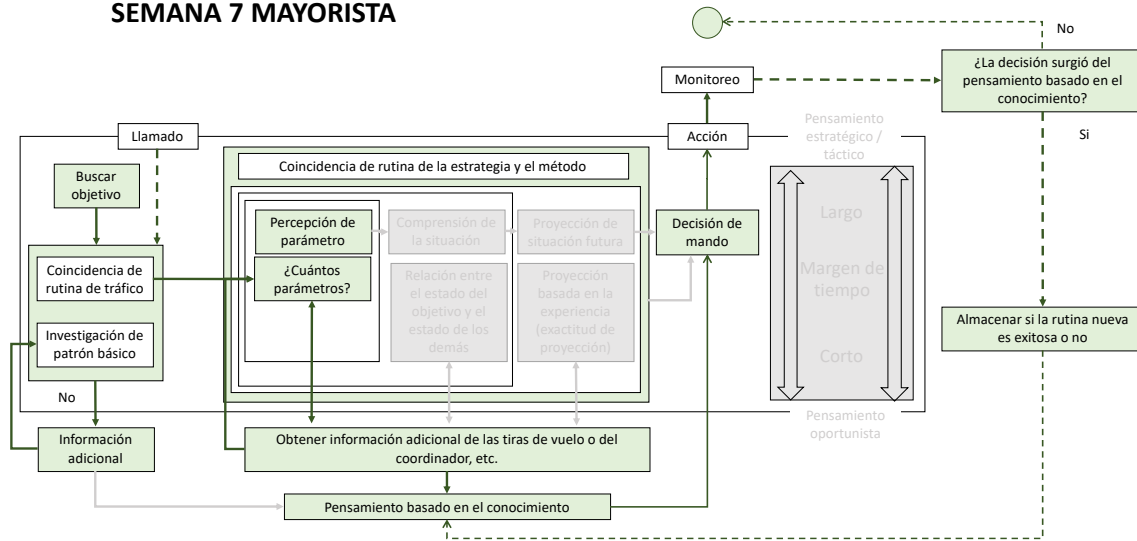 SEMANA 7 MAYORISTA
No
¿La decisión surgió del
pensamiento basado en el
conocimiento?
Monitoreo
Si
Llamado
Acción
Pensamiento
estratégico /
táctico
Buscar
objetivo
Coincidencia de rutina de la estrategia y el método
Percepción de
parámetro
Comprensión de
la situación
Proyección de
situación futura
Decisión de
mando
Largo
Coincidencia de
rutina de tráfico
¿Cuántos
parámetros?
Relación entre
el estado del
objetivo y el
estado de los
demás
Proyección
basada en la
experiencia
(exactitud de
proyección)
Margen de
tiempo
Investigación de
patrón básico
Corto
Almacenar si la rutina nueva
es exitosa o no
No
Pensamiento
oportunista
Información
adicional
Obtener información adicional de las tiras de vuelo o del
coordinador, etc.
Pensamiento basado en el conocimiento